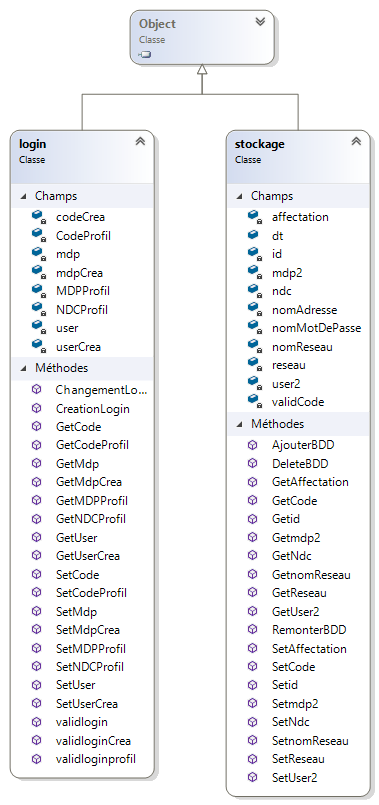 Object
Classe
login
Classe
Champs
codeCrea
CodeProfil
mdp
mdpCrea
MDPProfil
NDCProfil
user
userCrea
Méthodes
ChangementLo...
CreationLogin
GetCode
GetCodeProfil
GetMdp
GetMdpCrea
GetMDPProfil
GetNDCProfil
GetUser
GetUserCrea
SetCode
SetCodeProfil
SetMdp
SetMdpCrea
SetMDPProfil
SetNDCProfil
SetUser
SetUserCrea
validlogin
validloginCrea
validloginprofil
stockage
Classe
Champs
affectation
dt
id
mdp2
ndc
nomAdresse
nomMotDePasse
nomReseau
reseau
user2
validCode
Méthodes
AjouterBDD
DeleteBDD
GetAffectation
GetCode
Getid
Getmdp2
GetNdc
GetnomReseau
GetReseau
GetUser2
RemonterBDD
SetAffectation
SetCode
Setid
Setmdp2
SetNdc
SetnomReseau
SetReseau
SetUser2